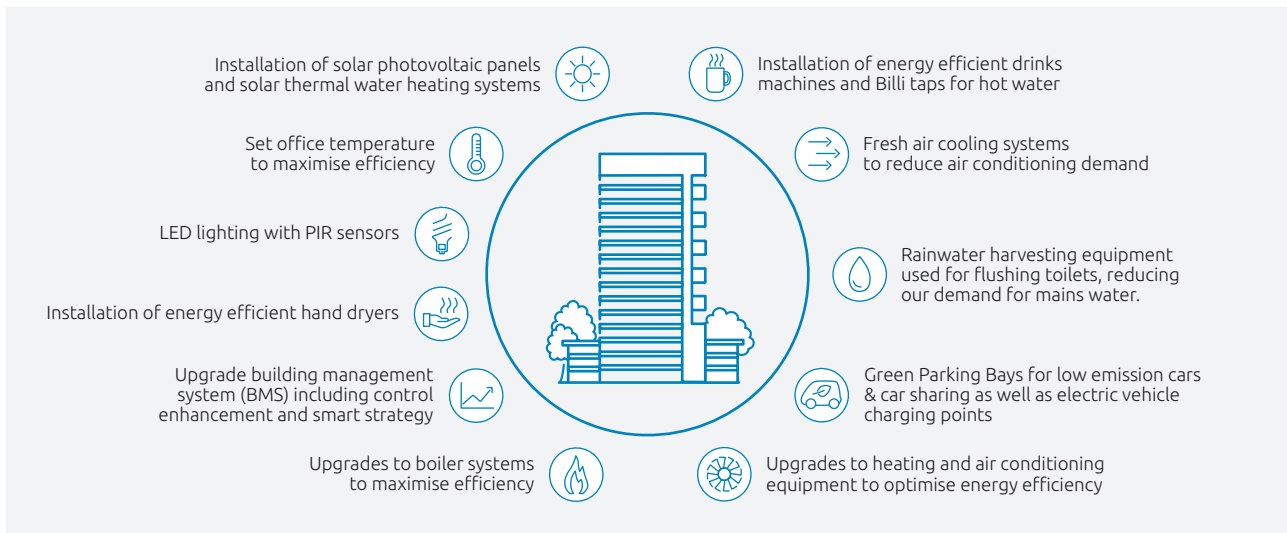 Installation of solar photovoltaic panels
and solar thermal water heating systems
Set office temperature
to maximise efficiency
LED lighting with PIR sensors
Installation of energy efficient hand dryers
Upgrade building management
system (BMS) including control
enhancement and smart strategy
Upgrades to boiler systems
to maximise efficiency
Installation of energy efficient drinks
machines and Billi taps for hot water
Fresh air cooling systems
to reduce air conditioning demand
Rainwater harvesting equipment
used for flushing toilets, reducing
our demand for mains water.
Green Parking Bays for low emission cars
& car sharing as well as electric vehicle
charging points
Upgrades to heating and air conditioning
equipment to optimise energy efficiency